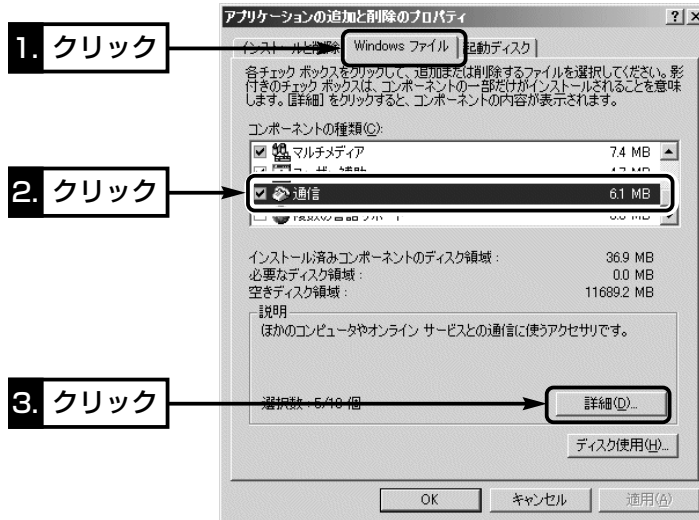 アプリケーションの追加と削除のプロパティ
1. クリック
Windows ファイル
起動ディスク
各チェック ボックスをクリックして、追加または削除するファイルを選択してください。影
付きのチェック ボックスは、コンポーネントの一部だけがインストールされることを意味
します。[詳細] をクリックすると、コンポーネントの内容が表示されます。
コンポーネントの種類(C):
マルチメディア 7.4 MB
2. クリック
通信 6.1 MB
インストール済みコンポーネントのディスク領域 : 36.9 MB
必要なディスク領域 : 0.0 MB
空きディスク領域 : 11689.2 MB
説明
ほかのコンピュータやオンライン サービスとの通信に使うアクセサリです。
3. クリック
詳細(D)...
ディスク使用(H)...
OK キャンセル 適用(A)